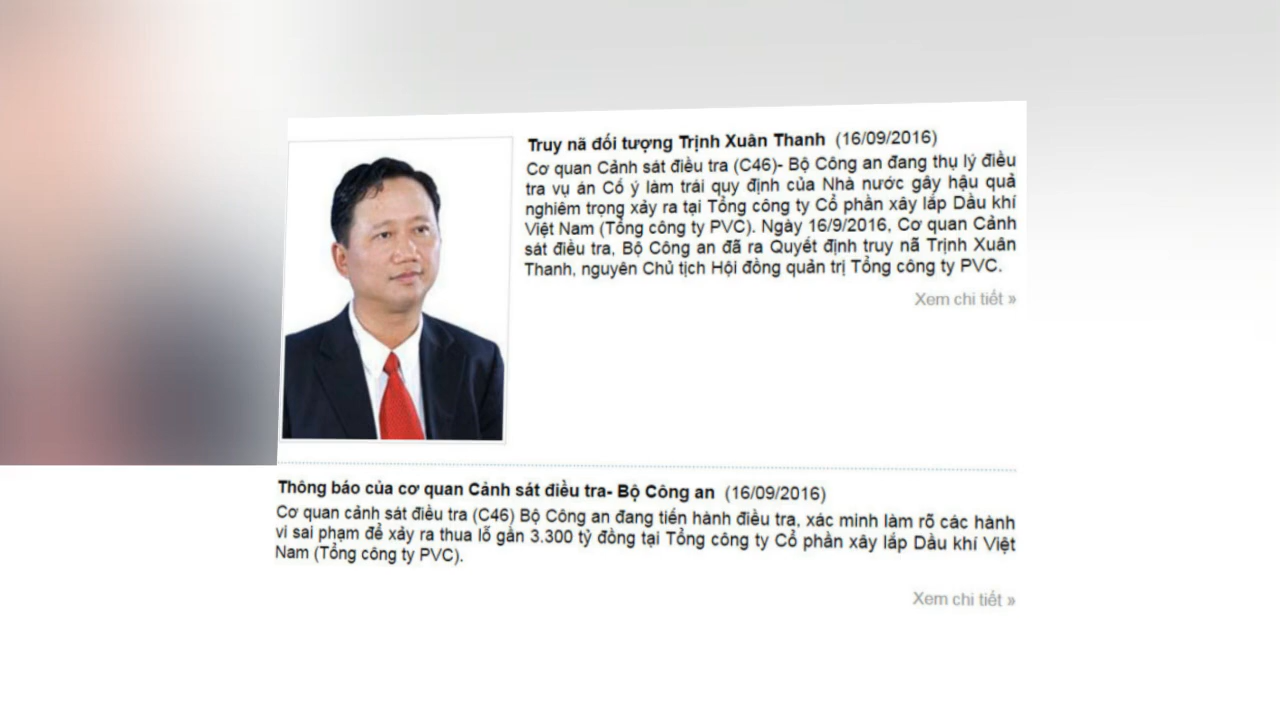 Truy nã đối tượng Trịnh Xuân Thanh (16/09/2016)
Cơ quan Cảnh sát điều tra (C46)- Bộ Công an đang thụ lý điều
tra vụ án Cố ý làm trái quy định của Nhà nước gây hậu quả
nghiêm trọng xảy ra tại Tổng công ty Cổ phần xây lắp Dầu khí
Việt Nam (Tổng công ty PVC). Ngày 16/9/2016, Cơ quan Cảnh
sát điều tra, Bộ Công an đã ra Quyết định truy nã Trịnh Xuân
Thanh, nguyên Chủ tịch Hội đồng quản trị Tổng công ty PVC.
Xem chi tiết »
Thông báo của cơ quan Cảnh sát điều tra- Bộ Công an (16/09/2016)
Cơ quan cảnh sát điều tra (C46) Bộ Công an đang tiến hành điều tra, xác minh làm rõ các hành
vi sai phạm để xảy ra thua lỗ gần 3.300 tỷ đồng tại Tổng công ty Cổ phần xây lắp Dầu khí Việt
Nam (Tổng công ty PVC).
Xem chi tiết »